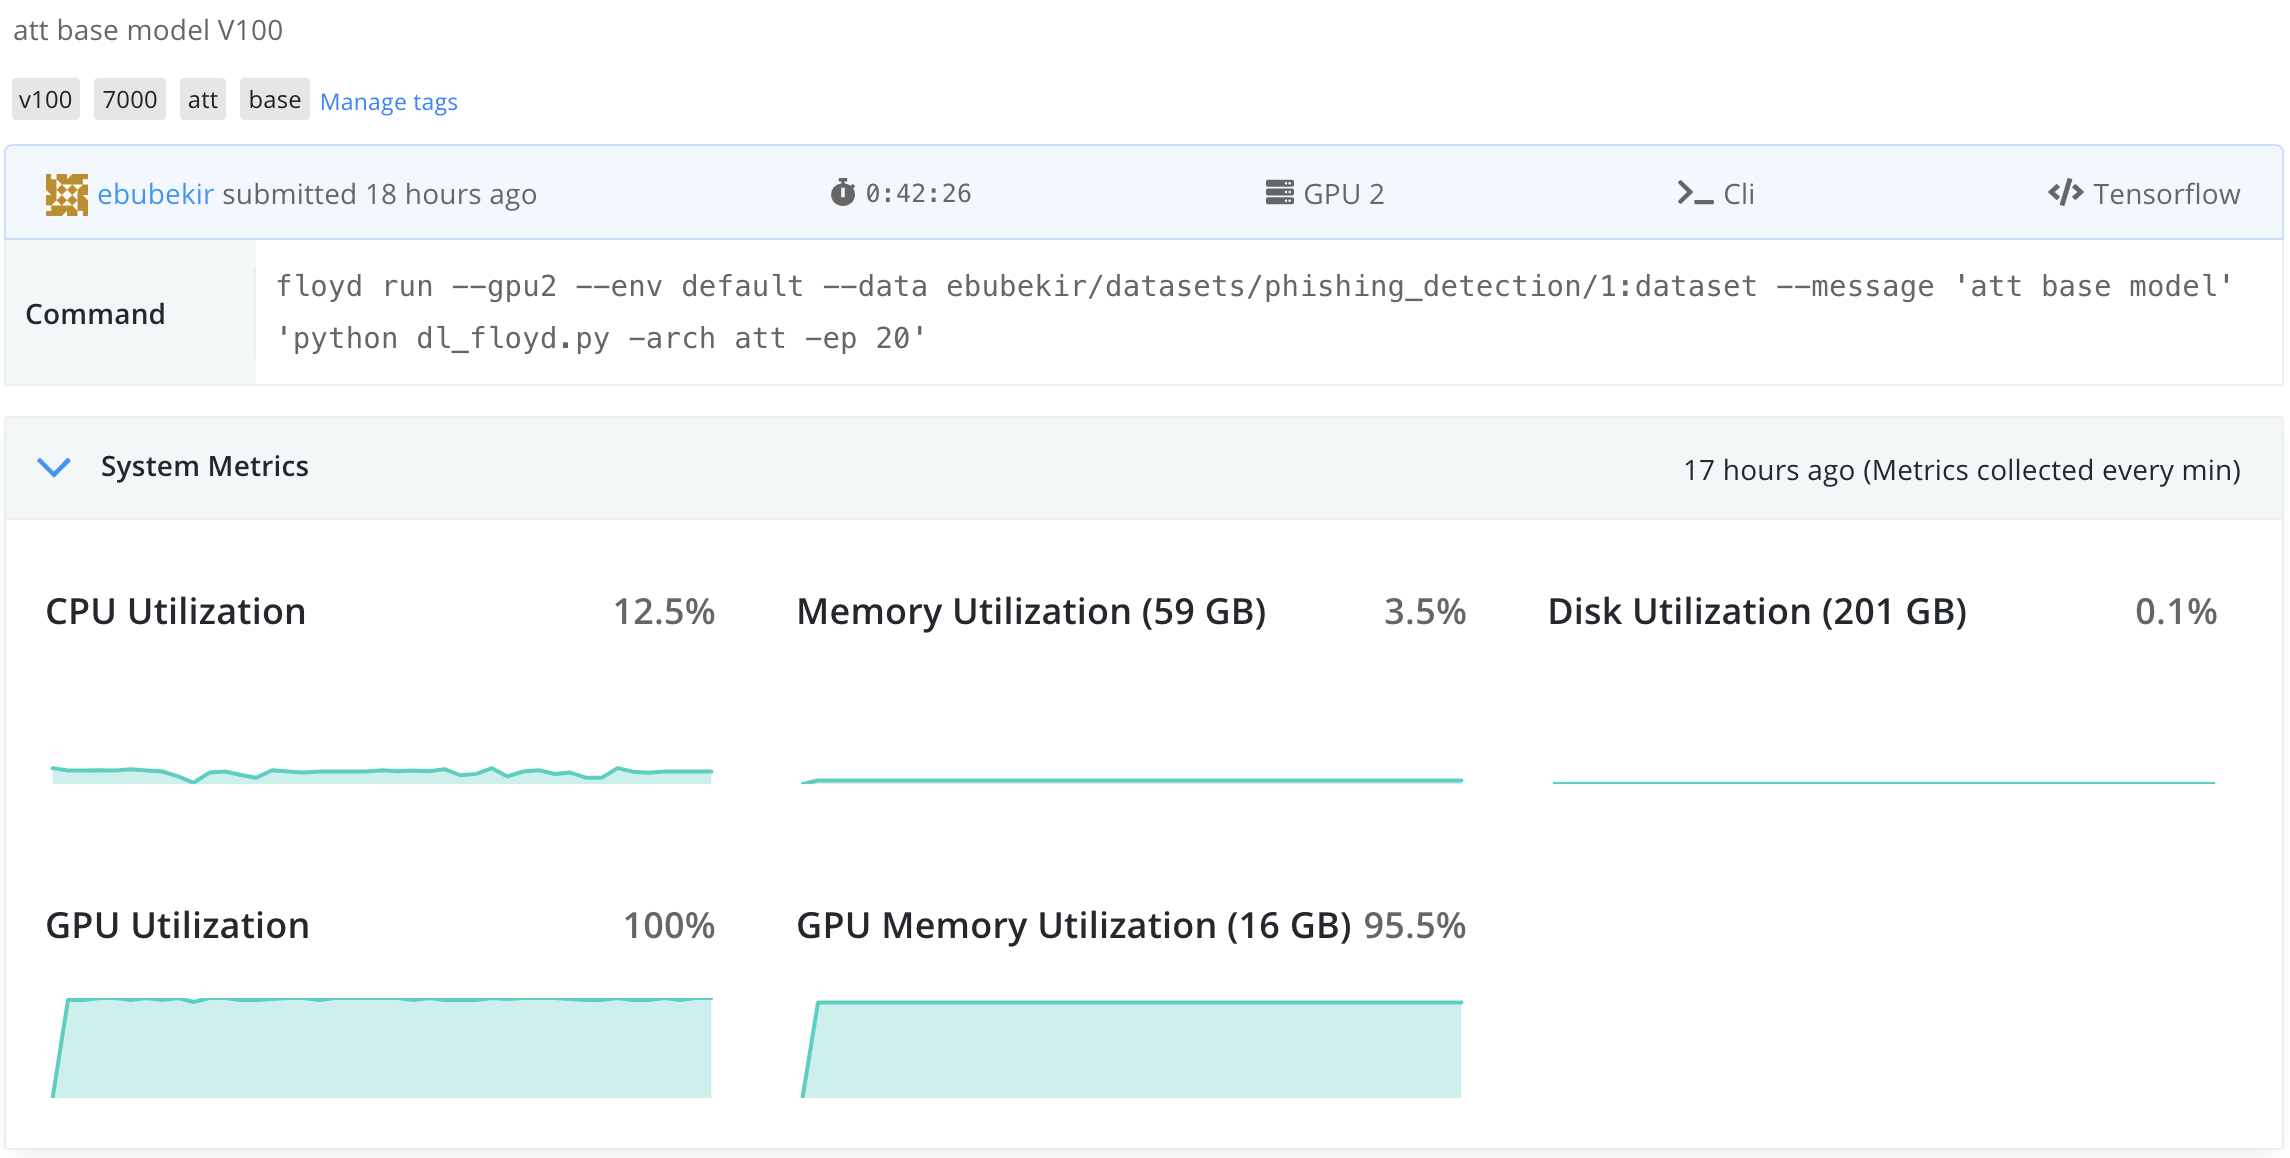 att base model V100
v100 7000 att base Manage tags
ebubekir submitted 18 hours ago 0:42:26 GPU 2 Cli Tensorflow
Command
floyd run --gpu2 --env default --data ebubekir/datasets/phishing_detection/1:dataset --message 'att base model'
'python dl_floyd.py -arch att -ep 20'
System Metrics 17 hours ago (Metrics collected every min)
CPU Utilization 12.5% Memory Utilization (59 GB) 3.5% Disk Utilization (201 GB) 0.1%
GPU Utilization 100% GPU Memory Utilization (16 GB) 95.5%